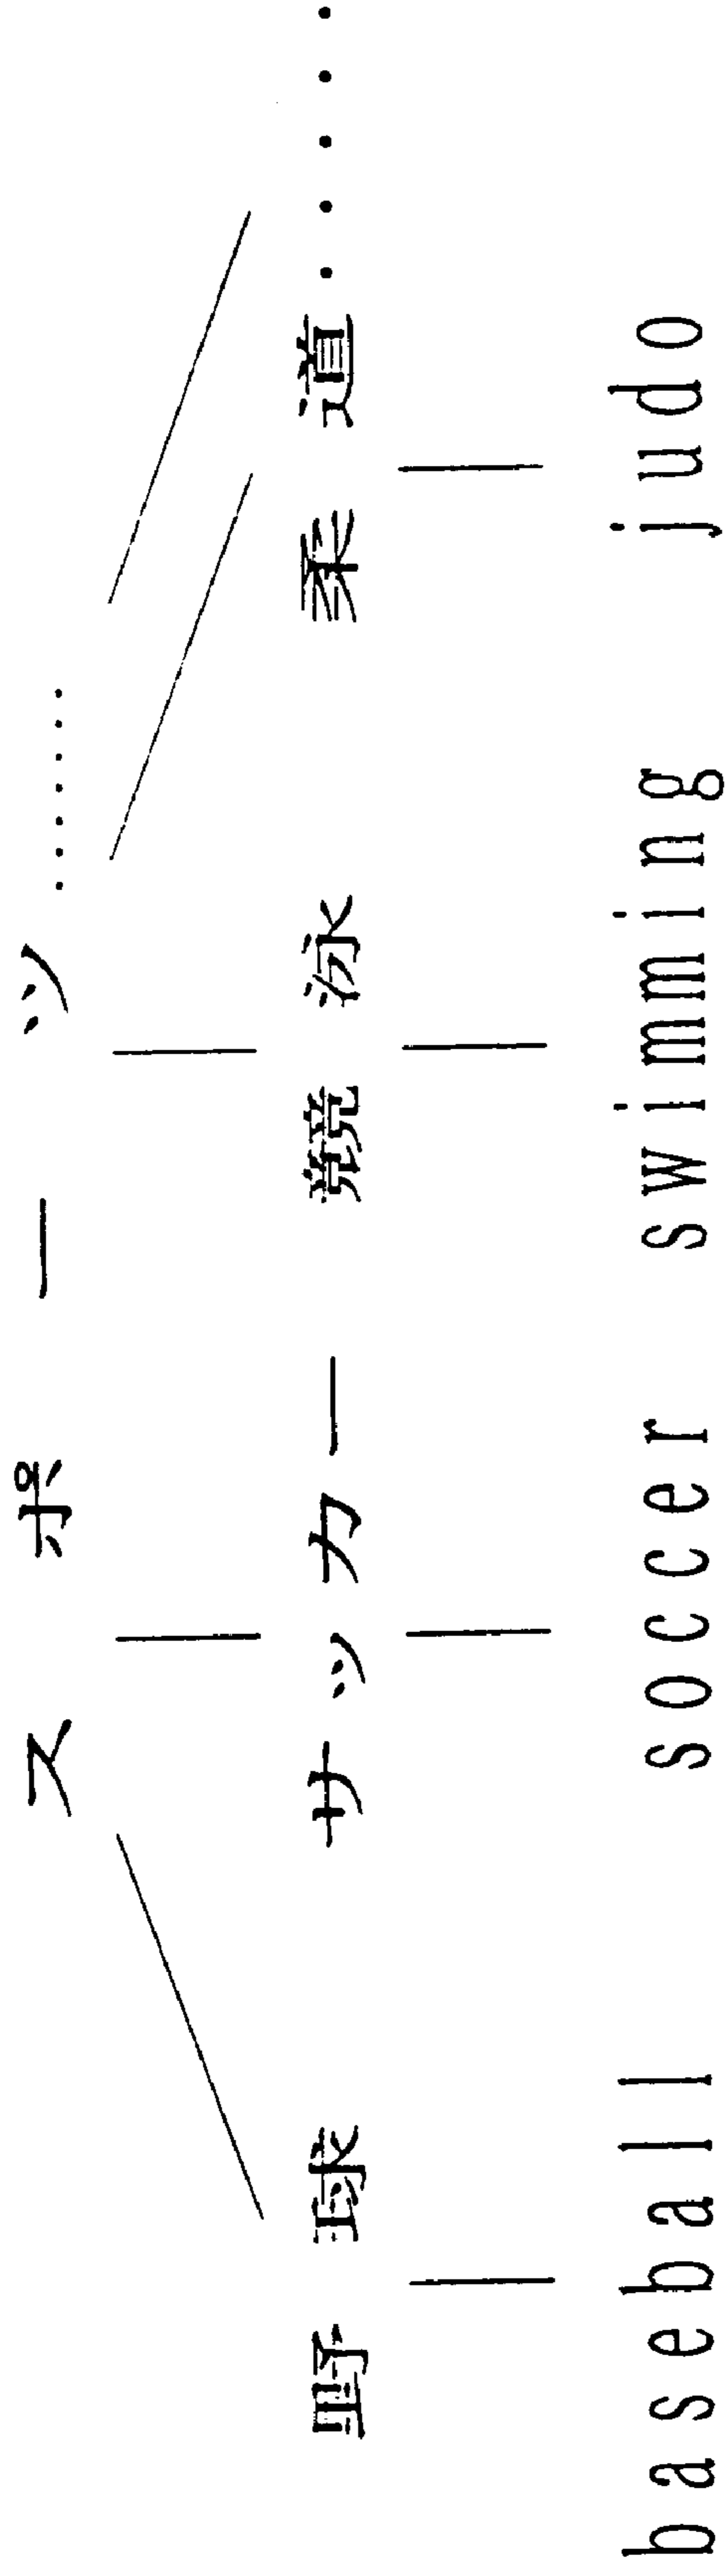 スポーツ‥‥‥
野球 サッカー 競泳 柔道・・・・・
baseball soccer swimming judo